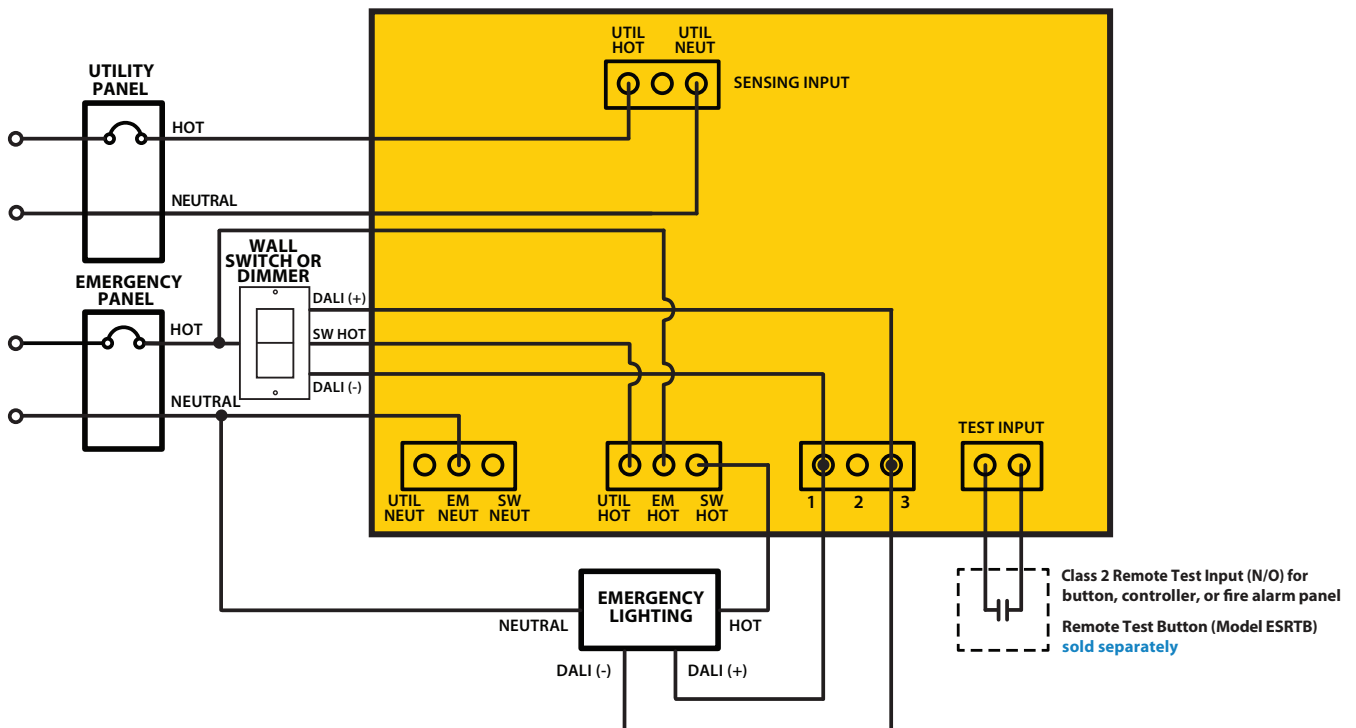 UTIL
HOT
UTIL
NEUT
SENSING INPUT
UTILITY
PANEL
HOT
NEUTRAL
WALL
SWITCH OR
DIMMER
EMERGENCY
PANEL
HOT
NEUTRAL
DALI (+)
SW HOT
DALI (-)
TEST INPUT
UTIL
NEUT
EM
NEUT
SW
NEUT
UTIL
HOT
EM
HOT
SW
HOT
1
2
3
EMERGENCY
LIGHTING
NEUTRAL
HOT
DALI (-)
DALI (+)
Class 2 Remote Test Input (N/O) for
button, controller, or fire alarm panel
Remote Test Button (Model ESRTB)
sold separately